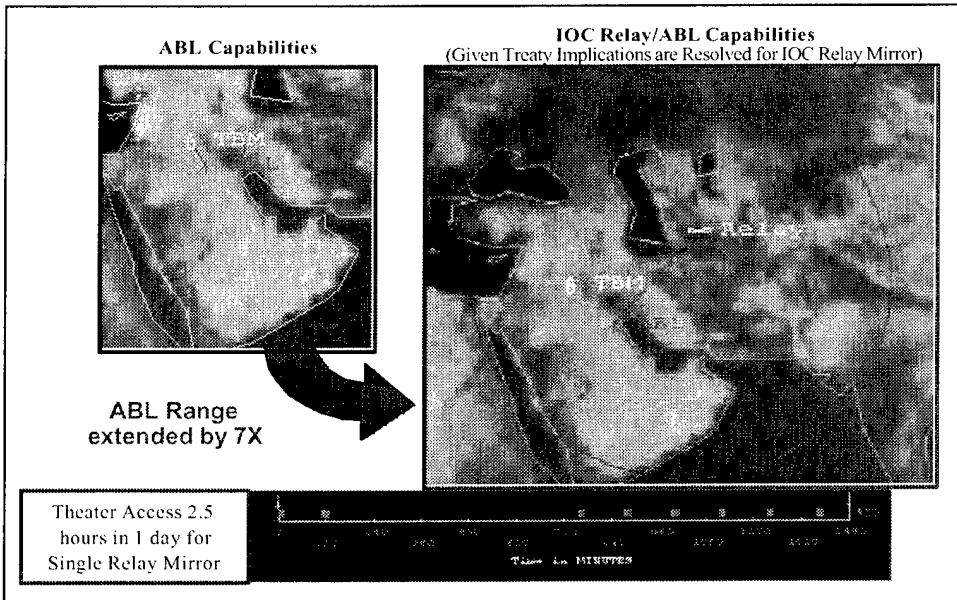 ABL Capabilities
IOC Relay/ABL Capabilities
(Given Treaty Implications are Resolved for IOC Relay Mirror)
TBM
Relay
TBM
ABL Range
extended by 7X
Theater Access 2.5
hours in 1 day for
Single Relay Mirror
Time in MINUTES